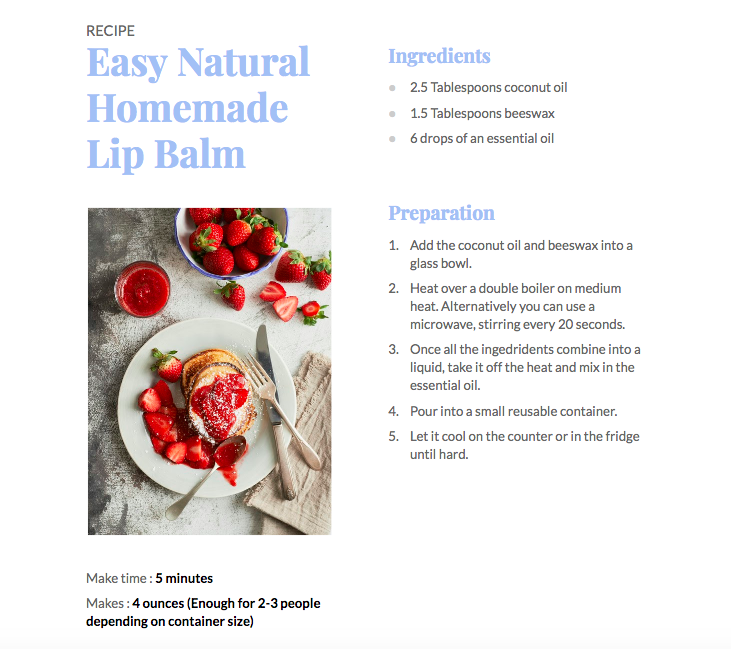 RECIPE
Easy Natural
Homemade
Lip Balm
Make time : 5 minutes
Makes : 4 ounces (Enough for 2-3 people
depending on container size)
Ingredients
2.5 Tablespoons coconut oil
1.5 Tablespoons beeswax
6 drops of an essential oil
Preparation
1. Add the coconut oil and beeswax into a
glass bowl.
2. Heat over a double boiler on medium
heat. Alternatively you can use a
microwave, stirring every 20 seconds.
3. Once all the ingedridents combine into a
liquid, take it off the heat and mix in the
essential oil.
4. Pour into a small reusable container.
5. Let it cool on the counter or in the fridge
until hard.